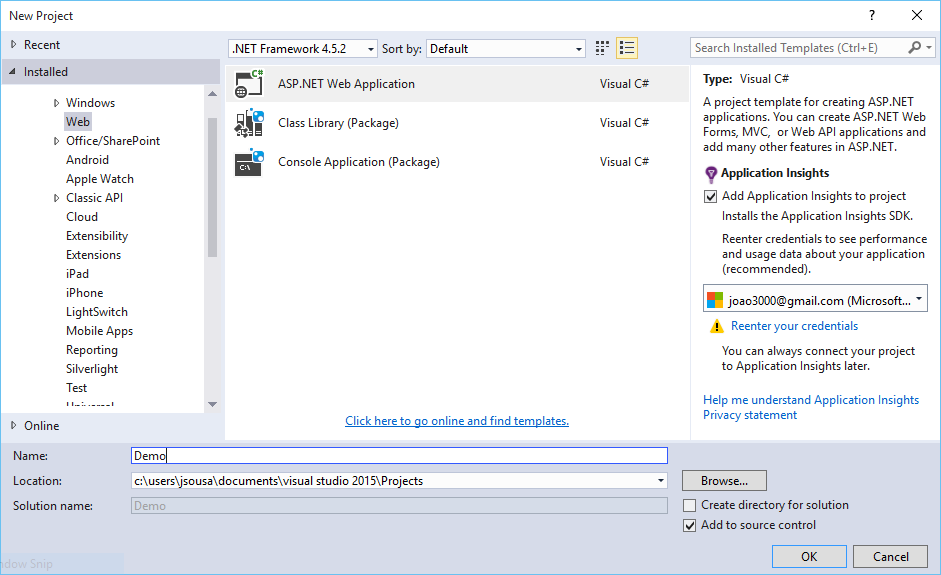 New Project
?
Recent
.NET Framework 4.5.2
Sort by:
Default
Search Installed Templates (Ctrl+E)
Installed
Windows
Web
Office/SharePoint
Android
Apple Watch
Classic API
Cloud
Extensibility
Extensions
iPad
iPhone
LightSwitch
Mobile Apps
Reporting
Silverlight
Test
Universal
Online
C#
ASP.NET Web Application
Visual C#
Class Library (Package)
Visual C#
C:\
Console Application (Package)
Visual C#
Click here to go online and find templates.
Type: Visual C#
A project template for creating ASP.NET
applications. You can create ASP.NET Web
Forms, MVC, or Web API applications and
add many other features in ASP.NET.
Application Insights
Add Application Insights to project
Installs the Application Insights SDK.
Reenter credentials to see performance
and usage data about your application
(recommended).
joao3000@gmail.com (Microsoft...
Reenter your credentials
You can always connect your project
to Application Insights later.
Help me understand Application Insights
Privacy statement
Name:
Demo
Location:
c:\users\jsousa\documents\visual studio 2015\Projects
Browse...
Solution name:
Demo
Create directory for solution
Add to source control
OK
Cancel
ndow Snip